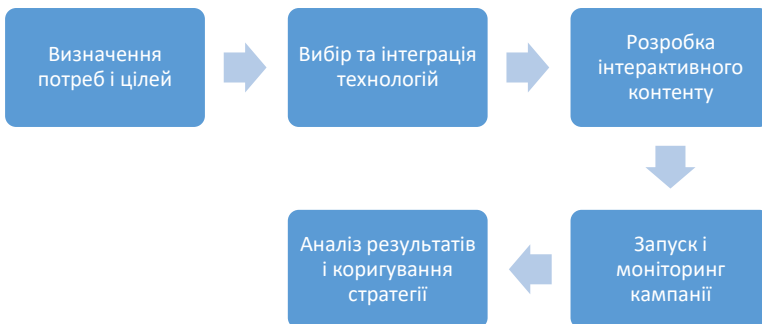 Визначення
потреб і цілей
Вибір та інтеграція
технологій
Розробка
інтерактивного
контенту
Запуск і
моніторинг
кампанії
Аналіз результатів
і коригування
стратегії